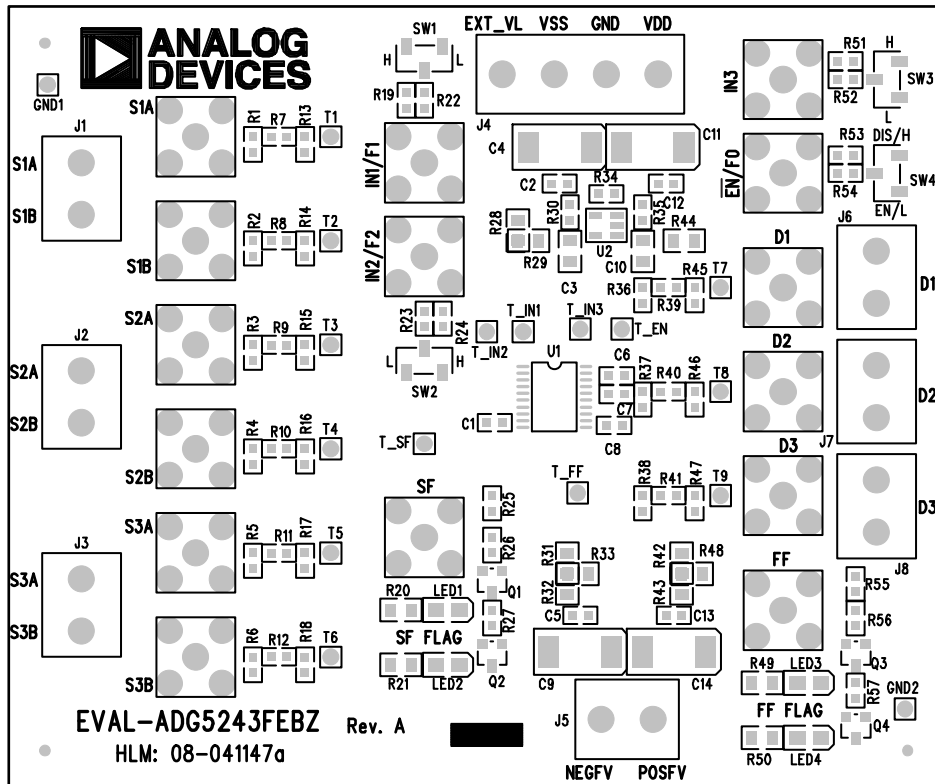 ANALOG
DEVICES
GND1
S1A
R1
R7
R13
T1
J1
S1A
S1B
R2
R8
R14
T2
S1B
S2A
R3
R9
R15
T3
J2
S2A
S2B
R4
R10
R16
T4
S2B
S3A
R5
R11
R17
T5
J3
S3A
S3B
R6
R12
R18
T6
S3B
EVAL-ADG5243FEBZ
HLM: 08-041147a
Rev. A
SW1
H
L
R19
R22
IN1/F1
IN2/F2
R23
R24
L
H
SW2
EXT_VL VSS GND VDD
J4
C4
C11
C2
R34
C12
R30
R35
R28
R29
U2
R44
C3
C10
R36
R39
R45
T7
T_IN2
T_IN1
T_IN3
T_EN
U1
C6
R37
R40
R46
T8
C1
C7
C8
T_SF
T_FF
SF
R25
R26
Q1
R20
LED1
SF FLAG
R27
R21
LED2
Q2
R38
R41
R47
T9
R31
R33
R32
R42
R48
R43
C5
C13
C9
C14
J5
NEGFV POSFV
IN3
R51
R52
H
SW3
L
EN/F0
R53
R54
DIS/H
SW4
EN/L
D1
J6
D1
D2
D2
J7
D3
D3
J8
FF
R55
R56
Q3
R49
LED3
R57
GND2
FF FLAG
R50
LED4
Q4